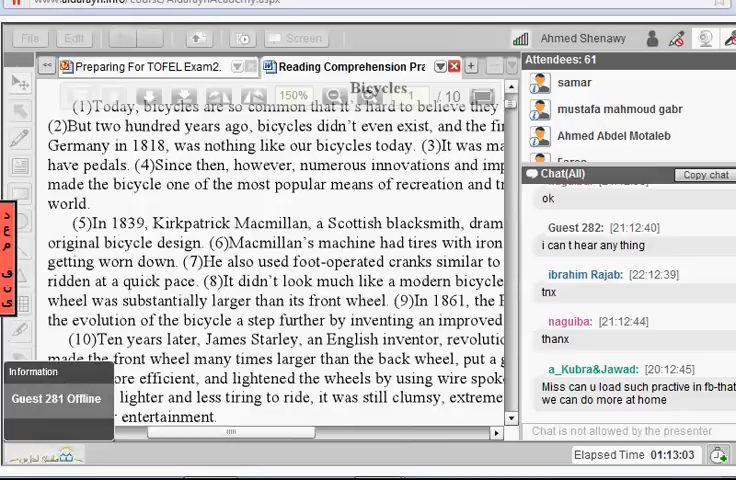 www.aldarayn.info/course/AldaraynAcademy.aspx
File
Edit
Screen
Ahmed Shenawy
Attendees: 61
<<
Preparing For TOFEL Exam2.
Reading Comprehension Pra
samar
mustafa mahmoud gabr
Ahmed Abdel Motaleb
150%
1 / 10
Bicycles
(1)Today, bicycles are so common that it's hard to believe they
(2)But two hundred years ago, bicycles didn't even exist, and the fir
Germany in 1818, was nothing like our bicycles today. (3)It was ma
have pedals. (4)Since then, however, numerous innovations and imp
made the bicycle one of the most popular means of recreation and tr
world.
(5)In 1839, Kirkpatrick Macmillan, a Scottish blacksmith, dram
original bicycle design. (6)Macmillan's machine had tires with iron
getting worn down. (7)He also used foot-operated cranks similar to
ridden at a quick pace. (8)It didn't look much like a modern bicycle
wheel was substantially larger than its front wheel. (9)In 1861, the F
the evolution of the bicycle a step further by inventing an improved
(10)Ten years later, James Starley, an English inventor, revolutio
made the front wheel many times larger than the back wheel, put a g
ore efficient, and lightened the wheels by using wire spok
lighter and less tiring to ride, it was still clumsy, extreme
r entertainment.
Chat(All)
Copy chat
ok
Guest 282: [21:12:40]
i can t hear any thing
ibrahim Rajab: [22:12:39]
tnx
naguiba: [21:12:44]
thanx
a_Kubra&Jawad: [20:12:45]
Miss can u load such practive in fb-that
we can do more at home
Chat is not allowed by the presenter
Information
Guest 281 Offline
Elapsed Time 01:13:03